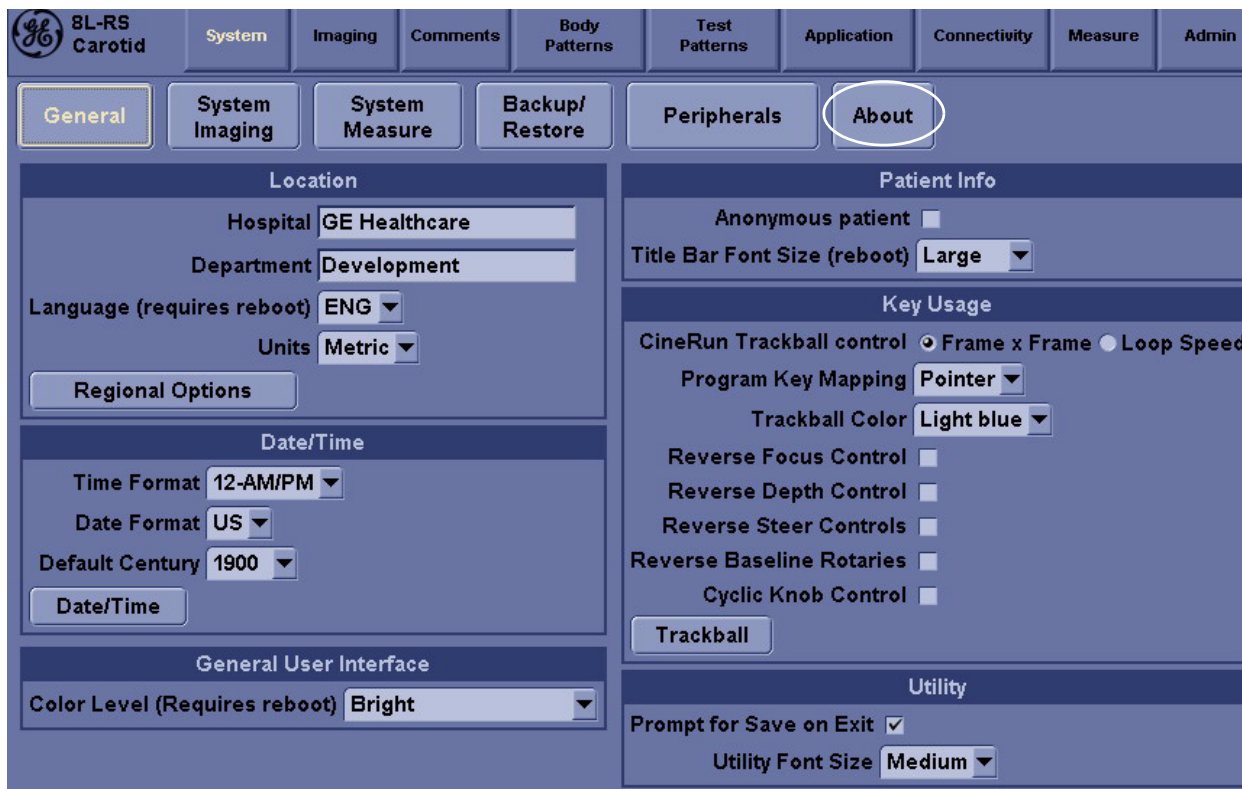 GE
8L-RS
Carotid
System
Imaging
Comments
Body
Patterns
Test
Patterns
Application
Connectivity
Measure
Admin
General
System
Imaging
System
Measure
Backup/
Restore
Peripherals
About
Location
Hospital GE Healthcare
Department Development
Language (requires reboot) ENG
Units Metric
Regional Options
Date/Time
Time Format 12-AM/PM
Date Format US
Default Century 1900
Date/Time
General User Interface
Color Level (Requires reboot) Bright
Patient Info
Anonymous patient
Title Bar Font Size (reboot) Large
Key Usage
CineRun Trackball control Frame x Frame Loop Speed
Program Key Mapping Pointer
Trackball Color Light blue
Reverse Focus Control
Reverse Depth Control
Reverse Steer Controls
Reverse Baseline Rotaries
Cyclic Knob Control
Trackball
Utility
Prompt for Save on Exit
Utility Font Size Medium